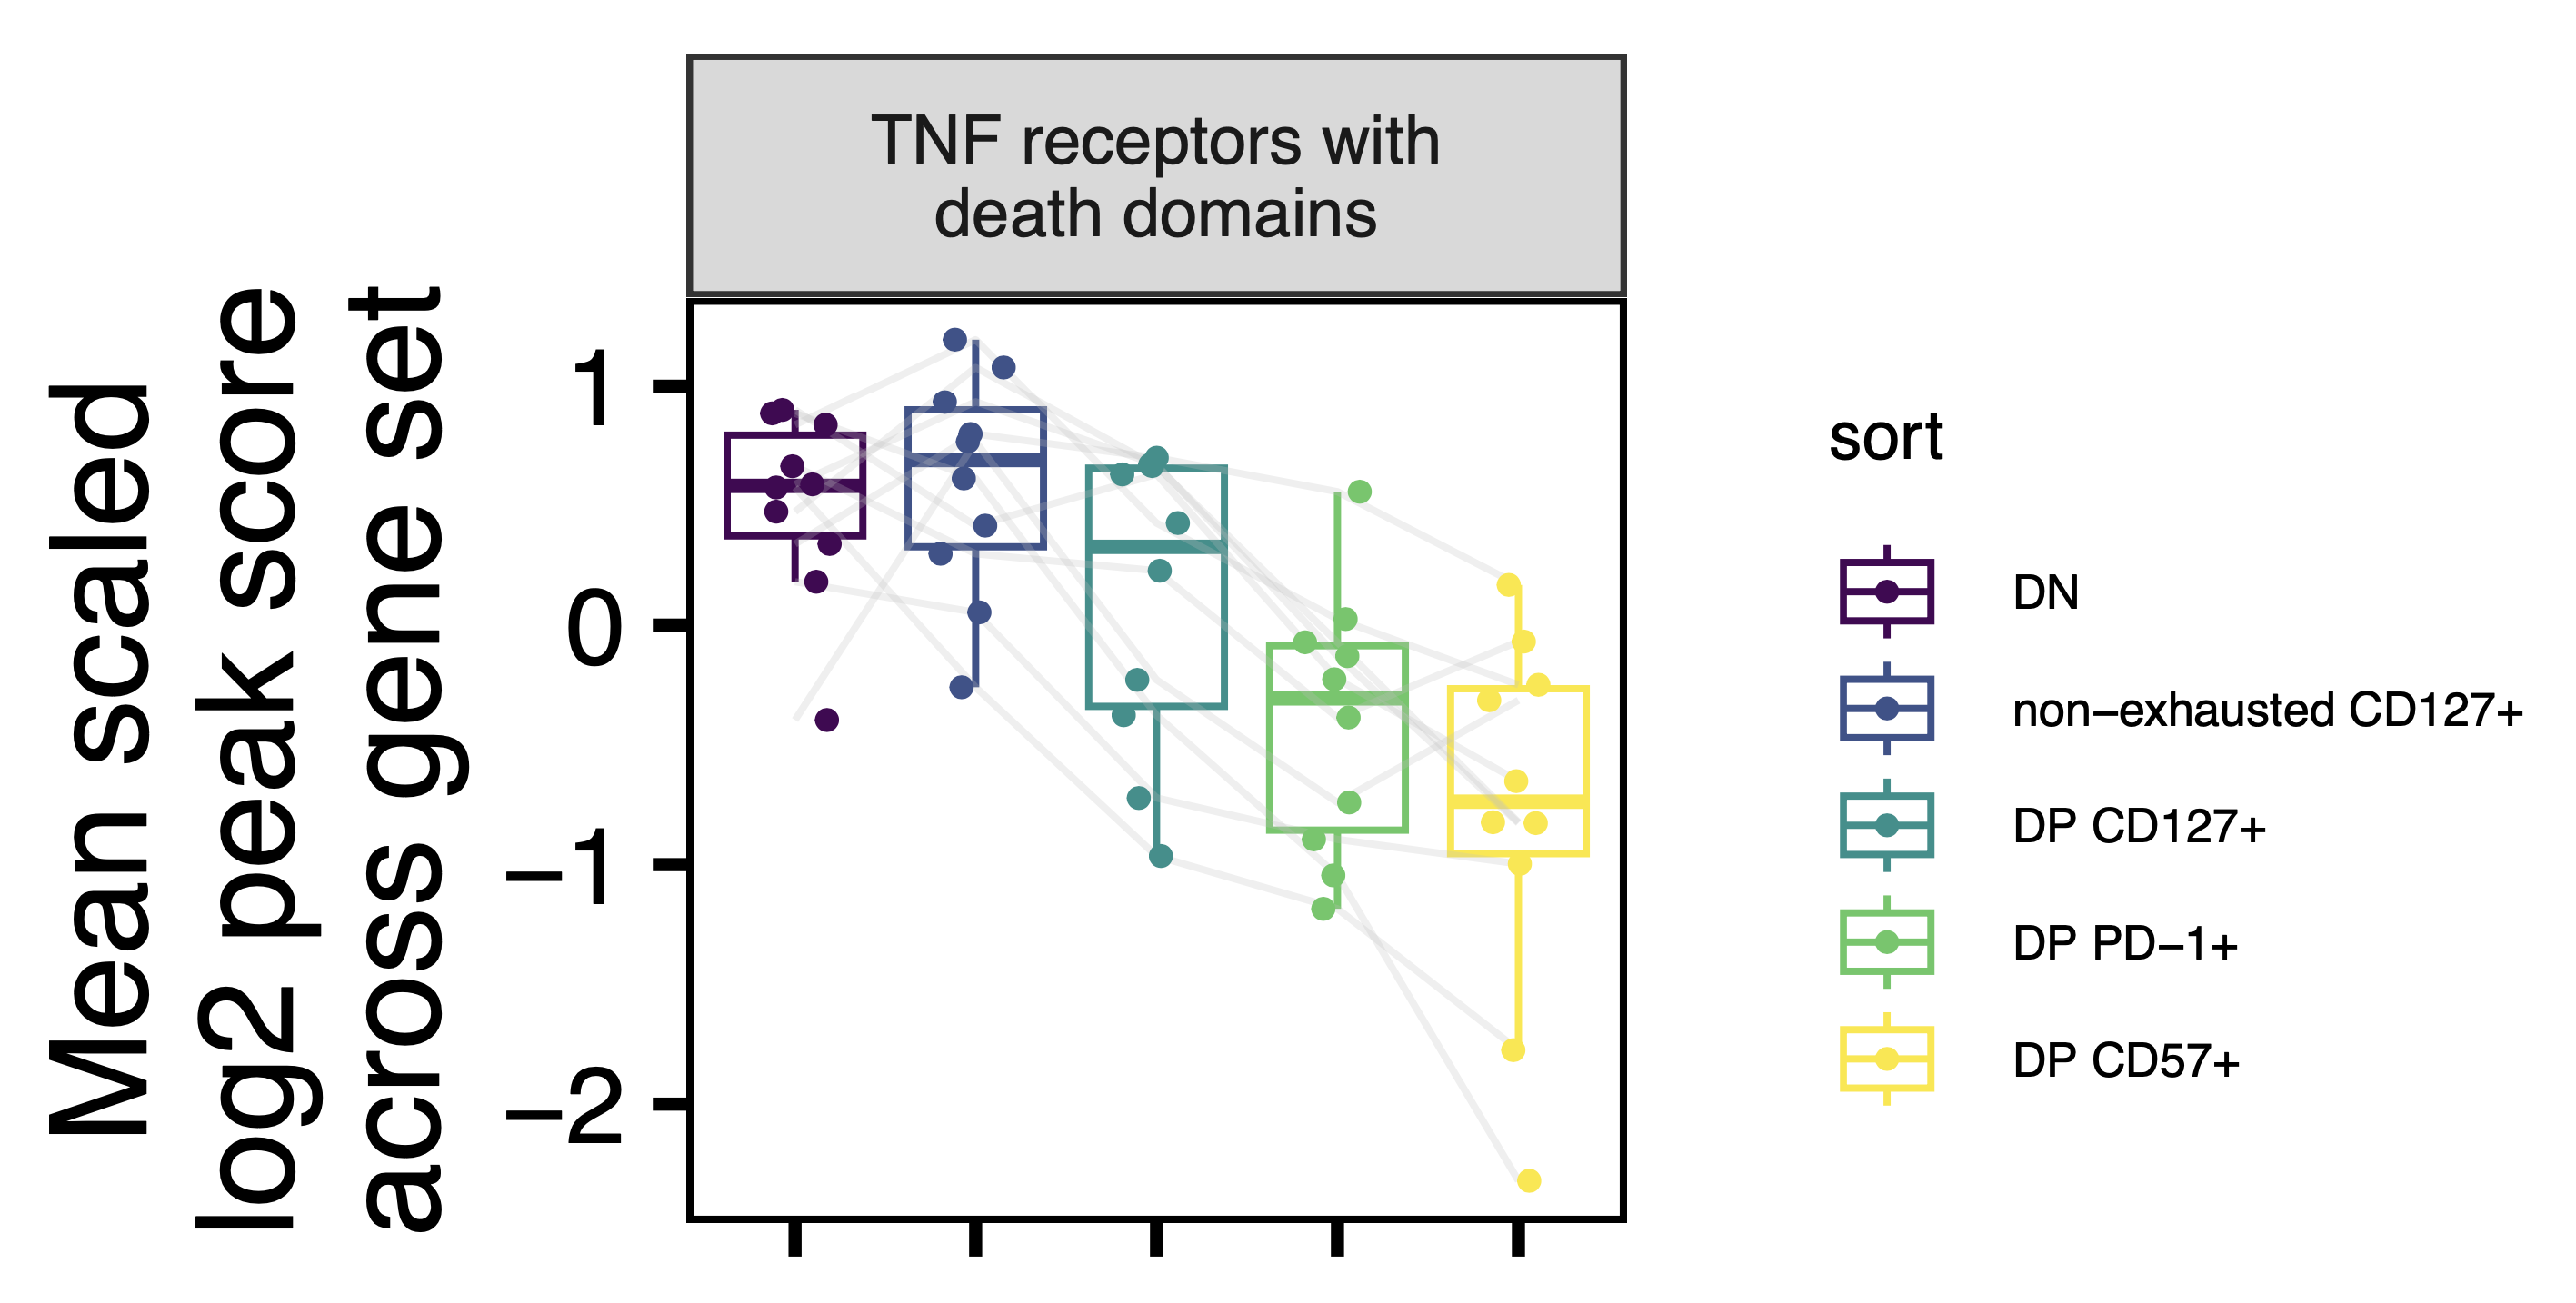 TNF receptors with
death domains
Mean scaled
log2 peak score
across gene set
1
0
−1
−2
sort
DN
non−exhausted CD127+
DP CD127+
DP PD−1+
DP CD57+